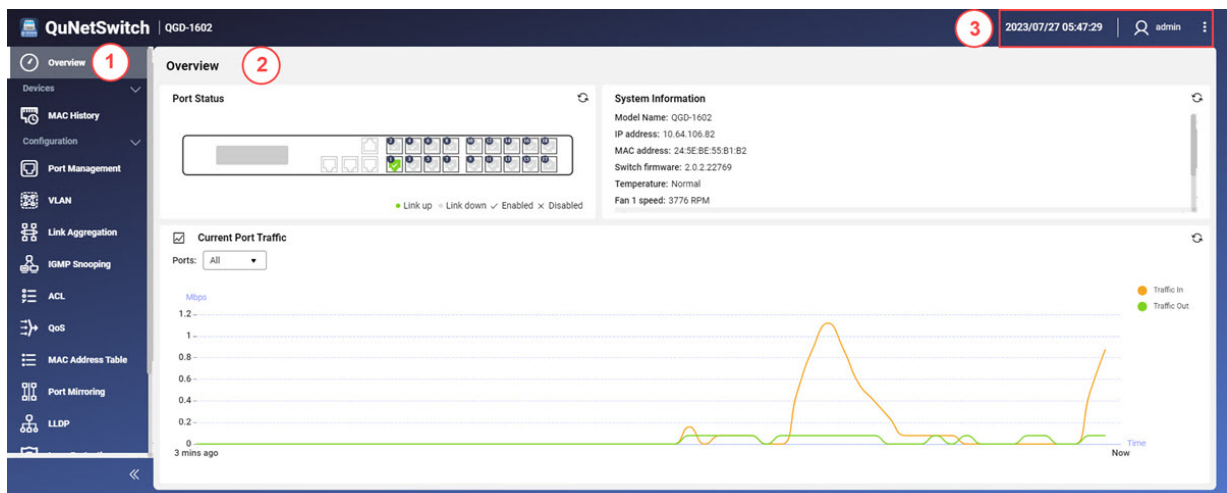 QuNetSwitch | QGD-1602
3 2023/07/27 05:47:29 admin
Overview 1
Devices
MAC History
Configuration
Port Management
VLAN
Link Aggregation
IGMP Snooping
ACL
QoS
MAC Address Table
Port Mirroring
LLDP
Overview 2
Port Status
Link up Link down Enabled Disabled
System Information
Model Name: QGD-1602
IP address: 10.64.106.82
MAC address: 24:5E:BE:55:B1:B2
Switch firmware: 2.0.2.22769
Temperature: Normal
Fan 1 speed: 3776 RPM
Current Port Traffic
Ports: All
Mbps
Traffic In
Traffic Out
1.2
1
0.8
0.6
0.4
0.2
0
Time
3 mins ago Now